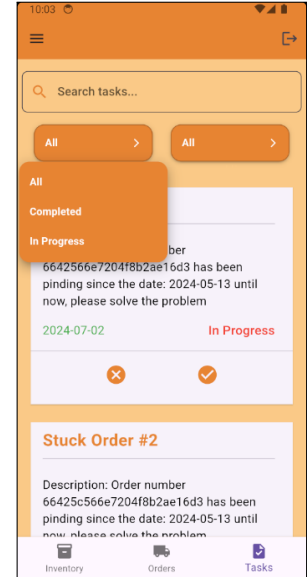 10:03
Search tasks...
All
All
All
Completed
In Progress
ber
6642566e7204f8b2ae16d3 has been
pinding since the date: 2024-05-13 until
now, please solve the problem
2024-07-02
In Progress
Stuck Order #2
Description: Order number
66425c566e7204f8b2ae16d3 has been
pinding since the date: 2024-05-13 until
now, please solve the problem
Inventory
Orders
Tasks